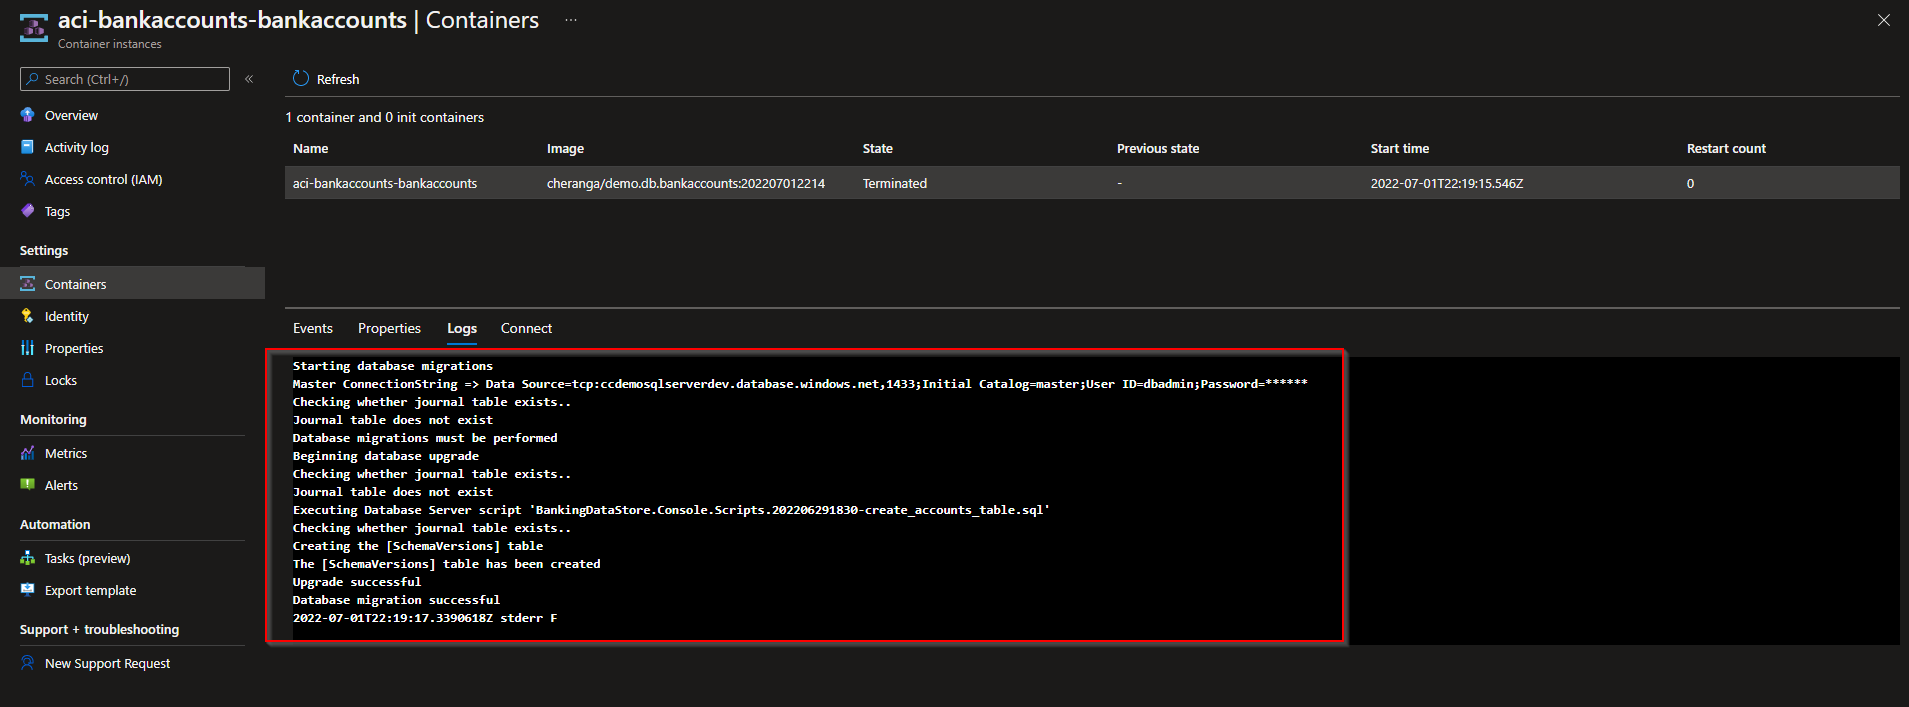 aci-bankaccounts-bankaccounts | Containers ...
Container instances
Search (Ctrl+/)
«
Overview
Activity log
Access control (IAM)
Tags
Settings
Containers
Identity
Properties
Locks
Monitoring
Metrics
Alerts
Automation
Tasks (preview)
Export template
Support + troubleshooting
New Support Request
Refresh
1 container and 0 init containers
Name Image State Previous state Start time Restart count
aci-bankaccounts-bankaccounts cheranga/demo.db.bankaccounts:202207012214 Terminated - 2022-07-01T22:19:15.546Z 0
Events Properties Logs Connect
Starting database migrations
Master ConnectionString => Data Source=tcp:ccdemosqlserverdev.database.windows.net,1433;Initial Catalog=master;User ID=dbadmin;Password=******
Checking whether journal table exists..
Journal table does not exist
Database migrations must be performed
Beginning database upgrade
Checking whether journal table exists..
Journal table does not exist
Executing Database Server script 'BankingDataStore.Console.Scripts.202206291830-create_accounts_table.sql'
Checking whether journal table exists..
Creating the [SchemaVersions] table
The [SchemaVersions] table has been created
Upgrade successful
Database migration successful
2022-07-01T22:19:17.3390618Z stderr F